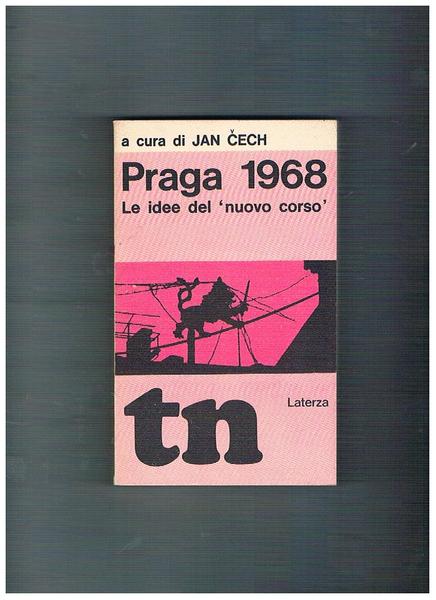 a cura di JAN ČECH
Praga 1968
Le idee del ‘nuovo corso’
Laterza
tn